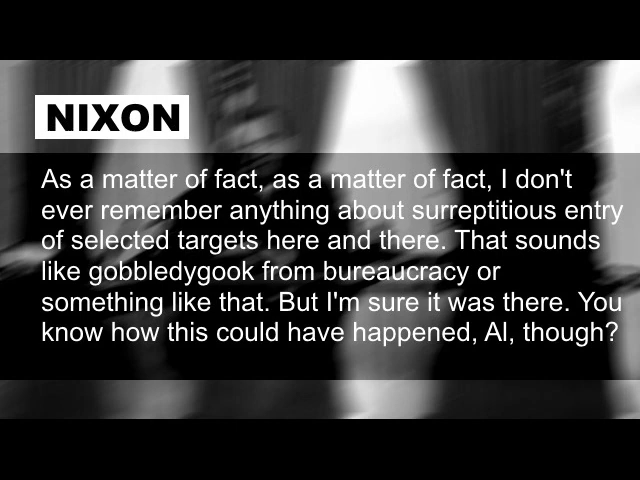 NIXON
As a matter of fact, as a matter of fact, I don't
ever remember anything about surreptitious entry
of selected targets here and there. That sounds
like gobbledygook from bureaucracy or
something like that. But I'm sure it was there. You
know how this could have happened, Al, though?